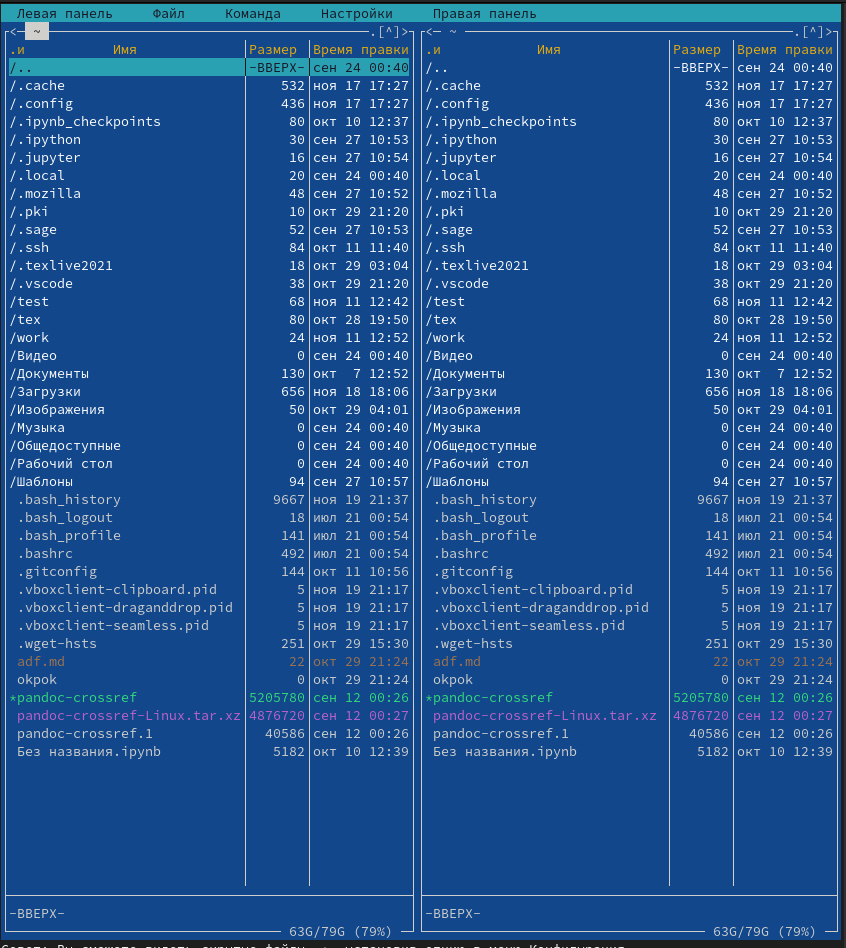 Левая панель Файл Команда Настройки Правая панель
<─ ~ .[^]> <─ ~ .[^]>
.и Имя Размер Время правки .и Имя Размер Время правки
/.. -ВВЕРХ- сен 24 00:40 /.. -ВВЕРХ- сен 24 00:40
/.cache 532 ноя 17 17:27 /.cache 532 ноя 17 17:27
/.config 436 ноя 17 17:27 /.config 436 ноя 17 17:27
/.ipynb_checkpoints 80 окт 10 12:37 /.ipynb_checkpoints 80 окт 10 12:37
/.ipython 30 сен 27 10:53 /.ipython 30 сен 27 10:53
/.jupyter 16 сен 27 10:54 /.jupyter 16 сен 27 10:54
/.local 20 сен 24 00:40 /.local 20 сен 24 00:40
/.mozilla 48 сен 27 10:52 /.mozilla 48 сен 27 10:52
/.pki 10 окт 29 21:20 /.pki 10 окт 29 21:20
/.sage 52 сен 27 10:53 /.sage 52 сен 27 10:53
/.ssh 84 окт 11 11:40 /.ssh 84 окт 11 11:40
/.texlive2021 18 окт 29 03:04 /.texlive2021 18 окт 29 03:04
/.vscode 38 окт 29 21:20 /.vscode 38 окт 29 21:20
/test 68 ноя 11 12:42 /test 68 ноя 11 12:42
/tex 80 окт 28 19:50 /tex 80 окт 28 19:50
/work 24 ноя 11 12:52 /work 24 ноя 11 12:52
/Видео 0 сен 24 00:40 /Видео 0 сен 24 00:40
/Документы 130 окт 7 12:52 /Документы 130 окт 7 12:52
/Загрузки 656 ноя 18 18:06 /Загрузки 656 ноя 18 18:06
/Изображения 50 окт 29 04:01 /Изображения 50 окт 29 04:01
/Музыка 0 сен 24 00:40 /Музыка 0 сен 24 00:40
/Общедоступные 0 сен 24 00:40 /Общедоступные 0 сен 24 00:40
/Рабочий стол 0 сен 24 00:40 /Рабочий стол 0 сен 24 00:40
/Шаблоны 94 сен 27 10:57 /Шаблоны 94 сен 27 10:57
.bash_history 9667 ноя 19 21:37 .bash_history 9667 ноя 19 21:37
.bash_logout 18 июл 21 00:54 .bash_logout 18 июл 21 00:54
.bash_profile 141 июл 21 00:54 .bash_profile 141 июл 21 00:54
.bashrc 492 июл 21 00:54 .bashrc 492 июл 21 00:54
.gitconfig 144 окт 11 10:56 .gitconfig 144 окт 11 10:56
.vboxclient-clipboard.pid 5 ноя 19 21:17 .vboxclient-clipboard.pid 5 ноя 19 21:17
.vboxclient-draganddrop.pid 5 ноя 19 21:17 .vboxclient-draganddrop.pid 5 ноя 19 21:17
.vboxclient-seamless.pid 5 ноя 19 21:17 .vboxclient-seamless.pid 5 ноя 19 21:17
.wget-hsts 251 окт 29 15:30 .wget-hsts 251 окт 29 15:30
adf.md 22 окт 29 21:24 adf.md 22 окт 29 21:24
okpok 0 окт 29 21:24 okpok 0 окт 29 21:24
*pandoc-crossref 5205780 сен 12 00:26 *pandoc-crossref 5205780 сен 12 00:26
pandoc-crossref-Linux.tar.xz 4876720 сен 12 00:27 pandoc-crossref-Linux.tar.xz 4876720 сен 12 00:27
pandoc-crossref.1 40586 сен 12 00:26 pandoc-crossref.1 40586 сен 12 00:26
Без названия.ipynb 5182 окт 10 12:39 Без названия.ipynb 5182 окт 10 12:39
-ВВЕРХ- -ВВЕРХ-
63G/79G (79%) 63G/79G (79%)